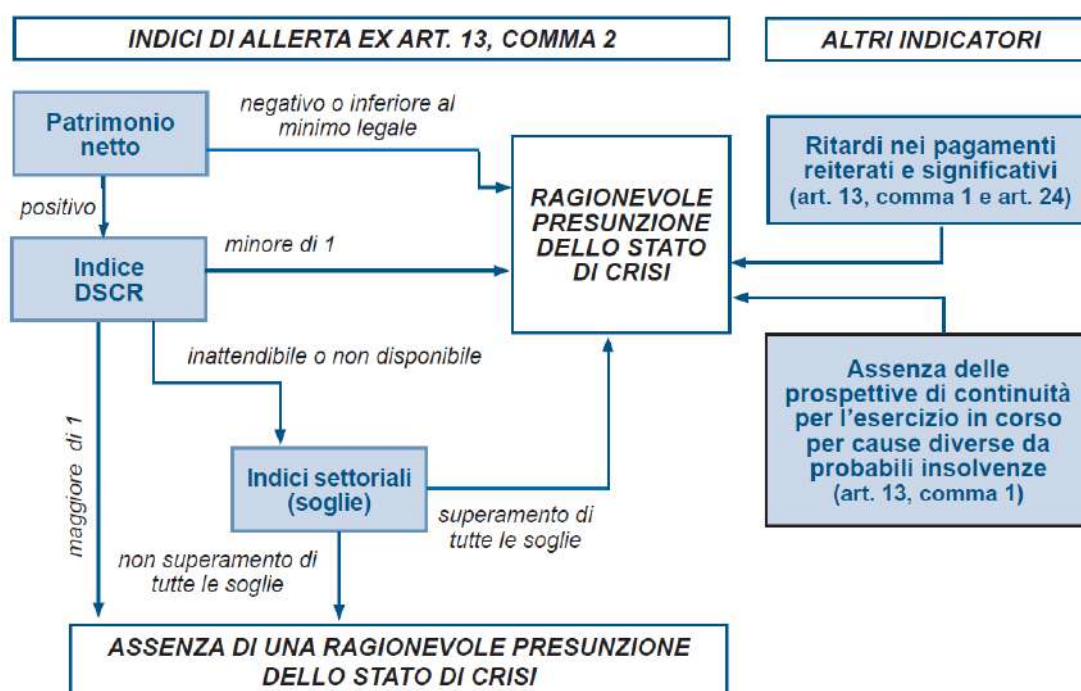 INDICI DI ALLERTA EX ART. 13, COMMA 2
ALTRI INDICATORI
Patrimonio
netto
negativo o inferiore al
minimo legale
positivo
Indice
DSCR
minore di 1
RAGIONEVOLE
PRESUNZIONE
DELLO STATO
DI CRISI
Ritardi nei pagamenti
reiterati e significativi
(art. 13, comma 1 e art. 24)
inattendibile o non disponibile
maggiore di 1
Indici settoriali
(soglie)
superamento di
tutte le soglie
non superamento di
tutte le soglie
Assenza delle
prospettive di continuità
per l'esercizio in corso
per cause diverse da
probabili insolvenze
(art. 13, comma 1)
ASSENZA DI UNA RAGIONEVOLE PRESUNZIONE
DELLO STATO DI CRISI